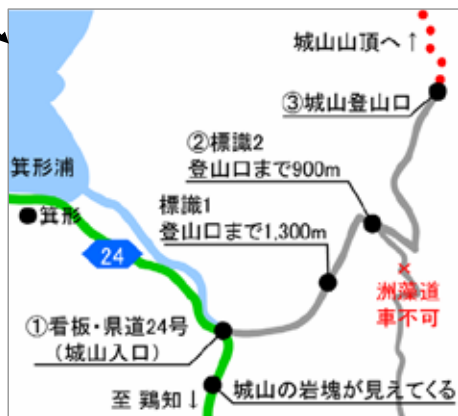 城山山頂へ↑
③城山登山口
②標識2
登山口まで900m
箕形浦
標識1
登山口まで1,300m
箕形
24
洲藻道
車不可
①看板・県道24号
(城山入口)
城山の岩塊が見えてくる
至 鶏知↓